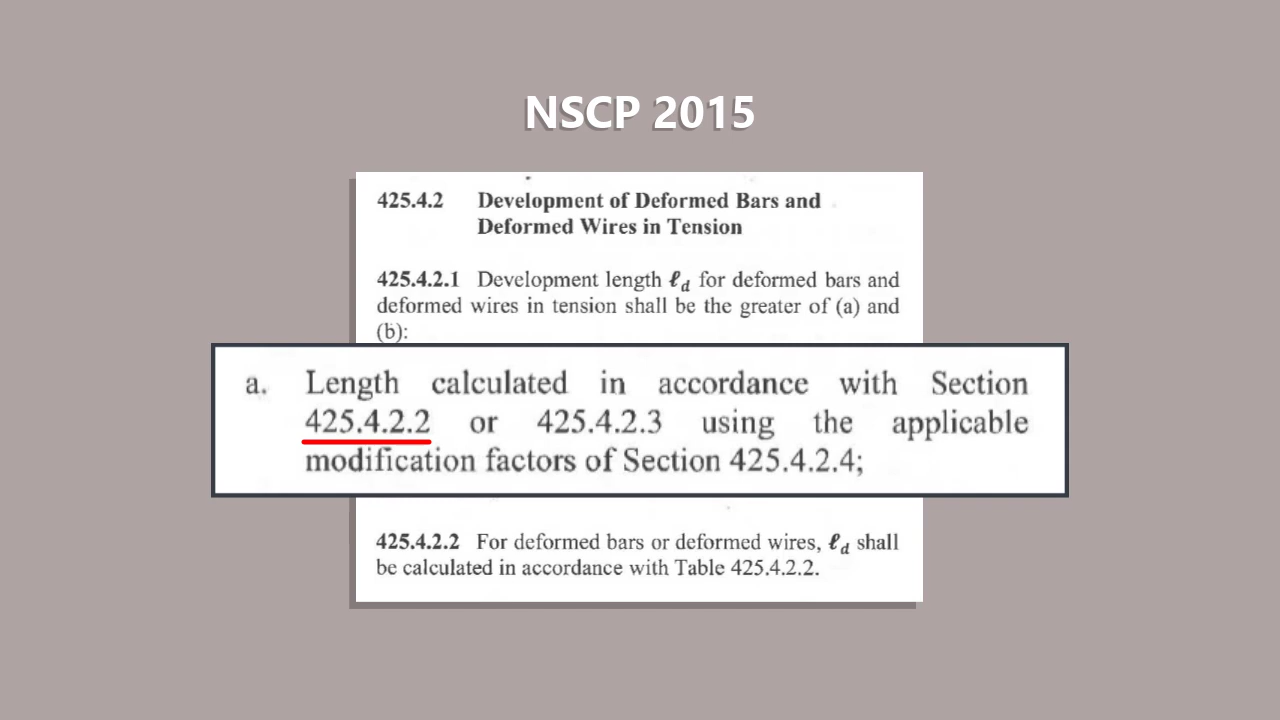 NSCP 2015
425.4.2 Development of Deformed Bars and
Deformed Wires in Tension
425.4.2.1 Development length ℓd for deformed bars and
deformed wires in tension shall be the greater of (a) and
(b):
a. Length calculated in accordance with Section
425.4.2.2 or 425.4.2.3 using the applicable
modification factors of Section 425.4.2.4;
425.4.2.2 For deformed bars or deformed wires, ℓd shall
be calculated in accordance with Table 425.4.2.2.